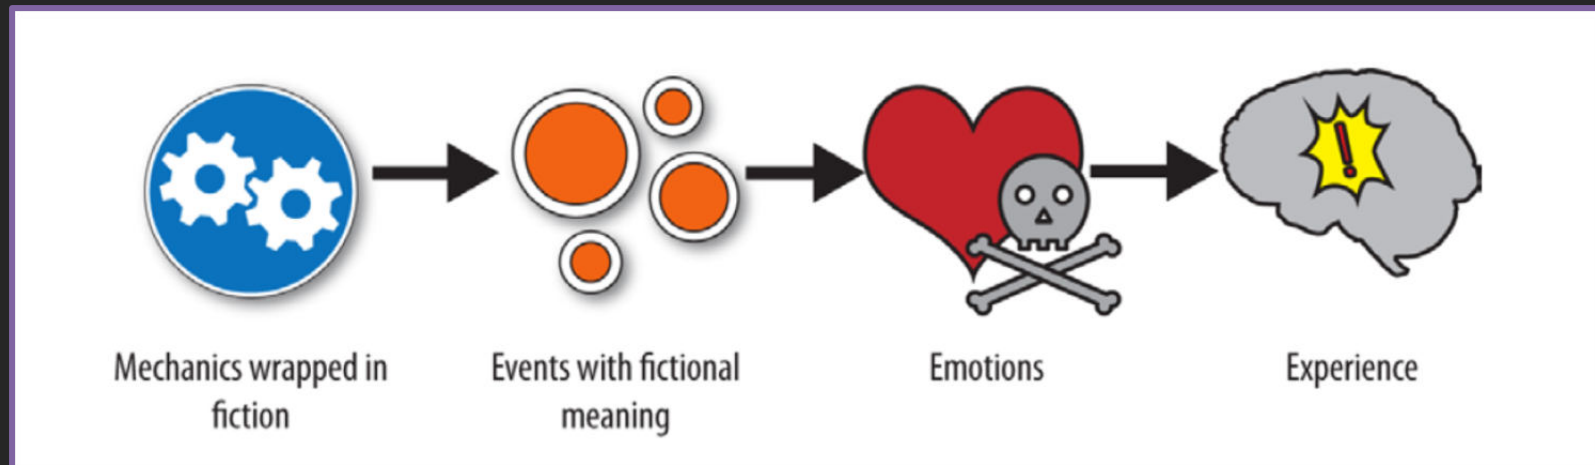 Mechanics wrapped in
fiction
Events with fictional
meaning
Emotions
Experience
!